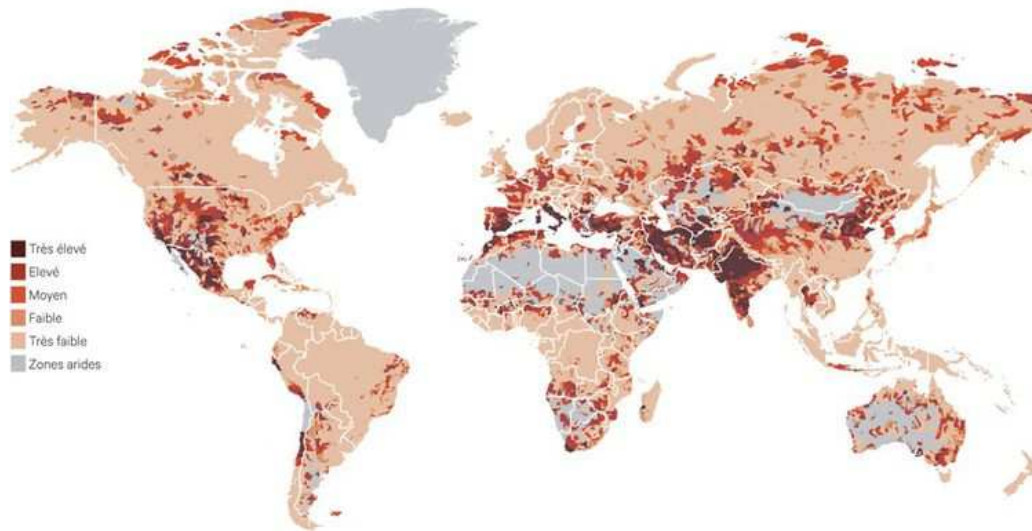 Très élevé
Elevé
Moyen
Faible
Très faible
Zones arides